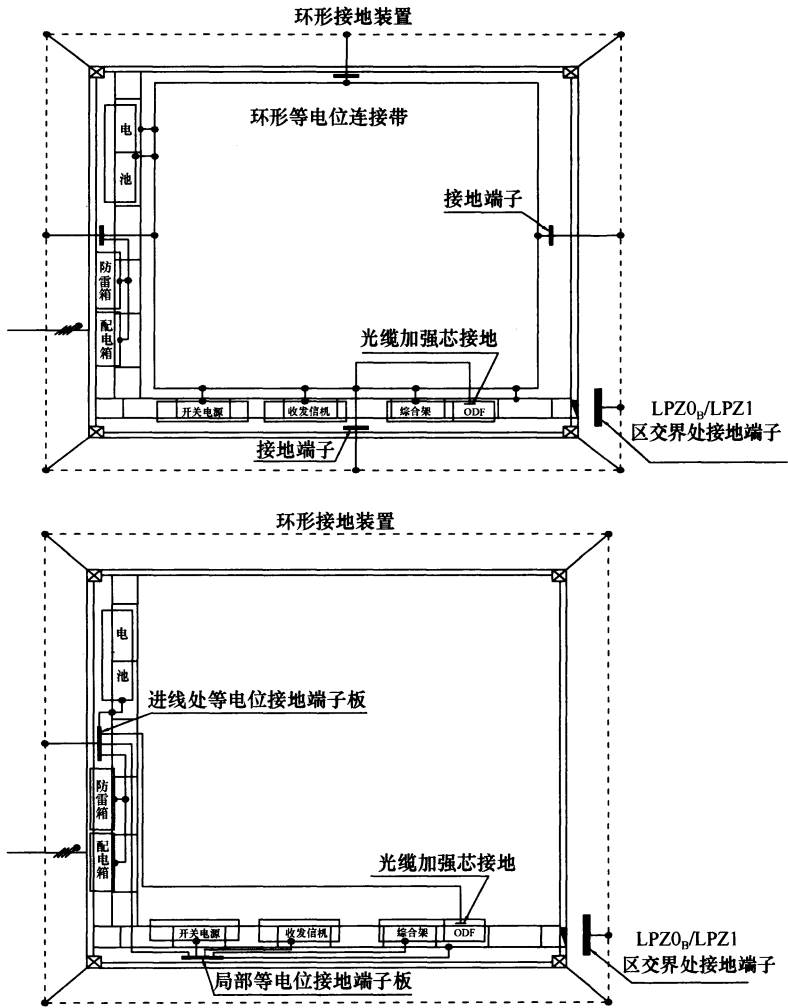 环形接地装置
环形等电位连接带
电
池
接地端子
防
雷
箱
配
电
箱
光缆加强芯接地
开关电源
收发信机
综合架
ODF
LPZ0B/LPZ1
区交界处接地端子
接地端子
环形接地装置
电
池
进线处等电位接地端子板
防
雷
箱
配
电
箱
光缆加强芯接地
开关电源
收发信机
综合架
ODF
LPZ0B/LPZ1
区交界处接地端子
局部等电位接地端子板